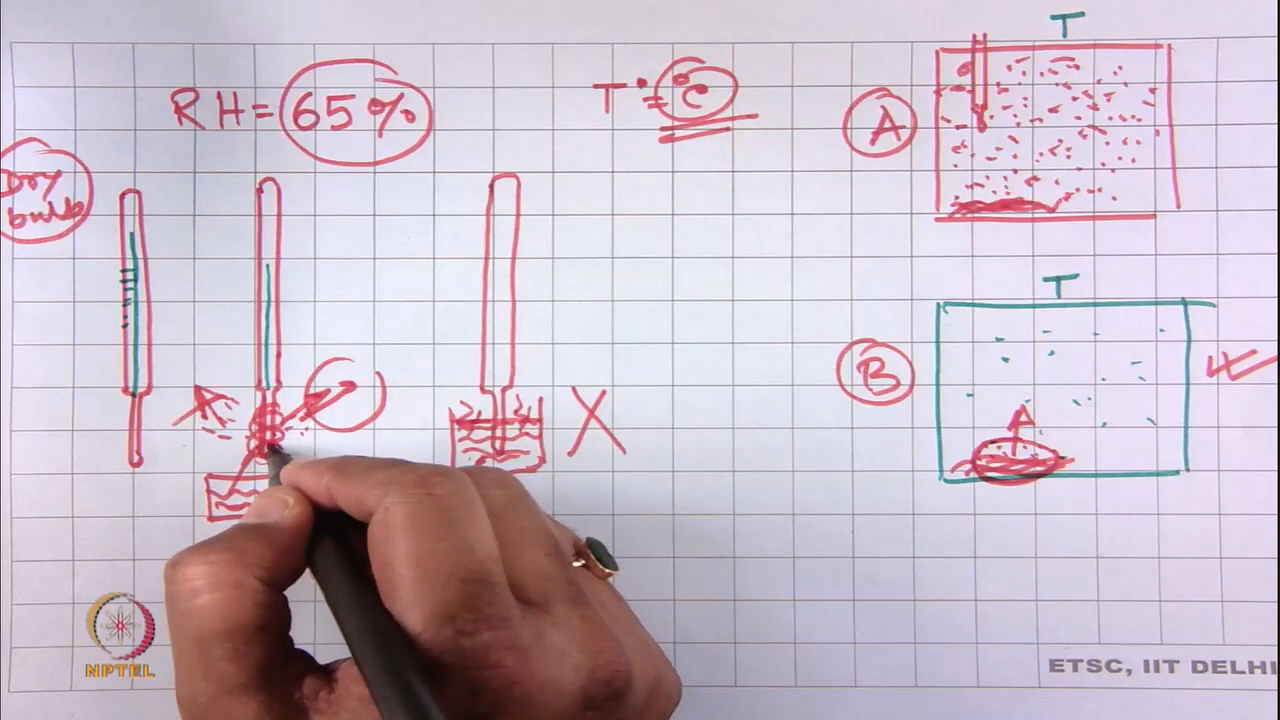 RH = 65%
T° = °C
T
A
Dry
bulb
T
B
A
X
NPTEL
ETSC, IIT DELHI